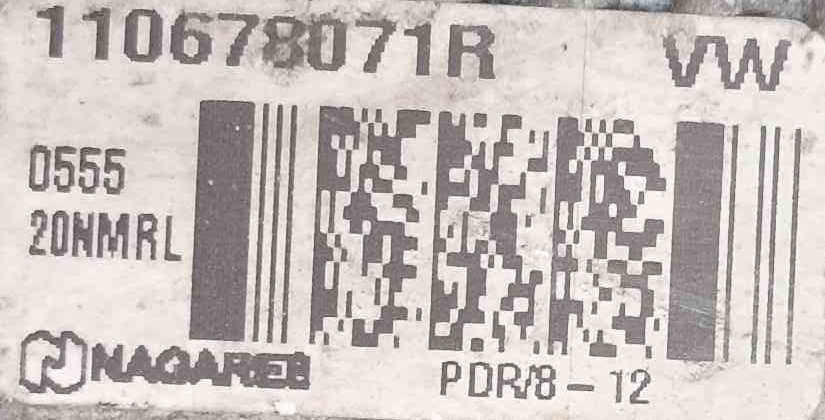 110678071R VW
0555
20NMRL
NAGARES
PDR/8-12